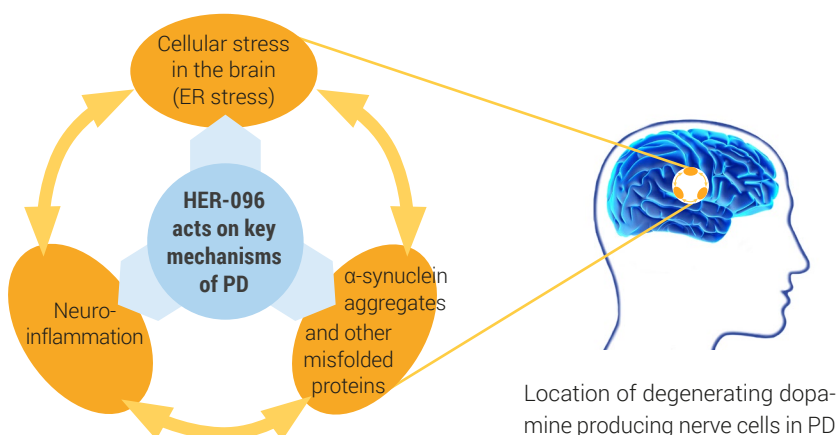 Cellular stress
in the brain
(ER stress)
HER-096
acts on key
mechanisms
of PD
α-synuclein
aggregates
and other
misfolded
proteins
Neuro-
inflammation
Location of degenerating dopa-
mine producing nerve cells in PD